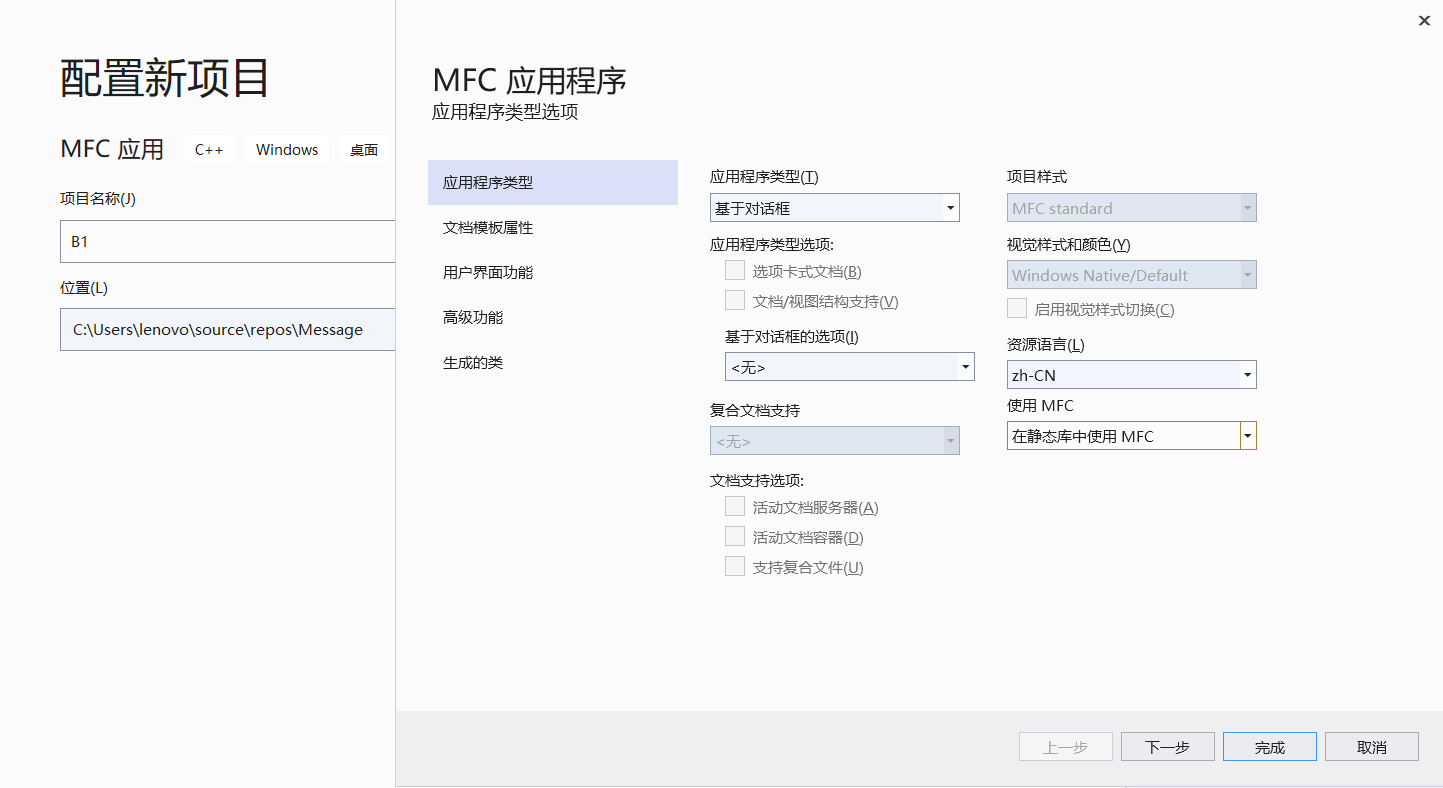 配置新项目
MFC 应用 C++ Windows 桌面
项目名称(J)
B1
位置(L)
C:\Users\lenovo\source\repos\Message
MFC 应用程序
应用程序类型选项
应用程序类型
文档模板属性
用户界面功能
高级功能
生成的类
应用程序类型(T)
基于对话框
应用程序类型选项:
选项卡式文档(B)
文档/视图结构支持(V)
基于对话框的选项(I)
<无>
复合文档支持
<无>
文档支持选项:
活动文档服务器(A)
活动文档容器(D)
支持复合文件(U)
项目样式
MFC standard
视觉样式和颜色(Y)
Windows Native/Default
启用视觉样式切换(C)
资源语言(L)
zh-CN
使用 MFC
在静态库中使用 MFC
上一步 下一步 完成 取消